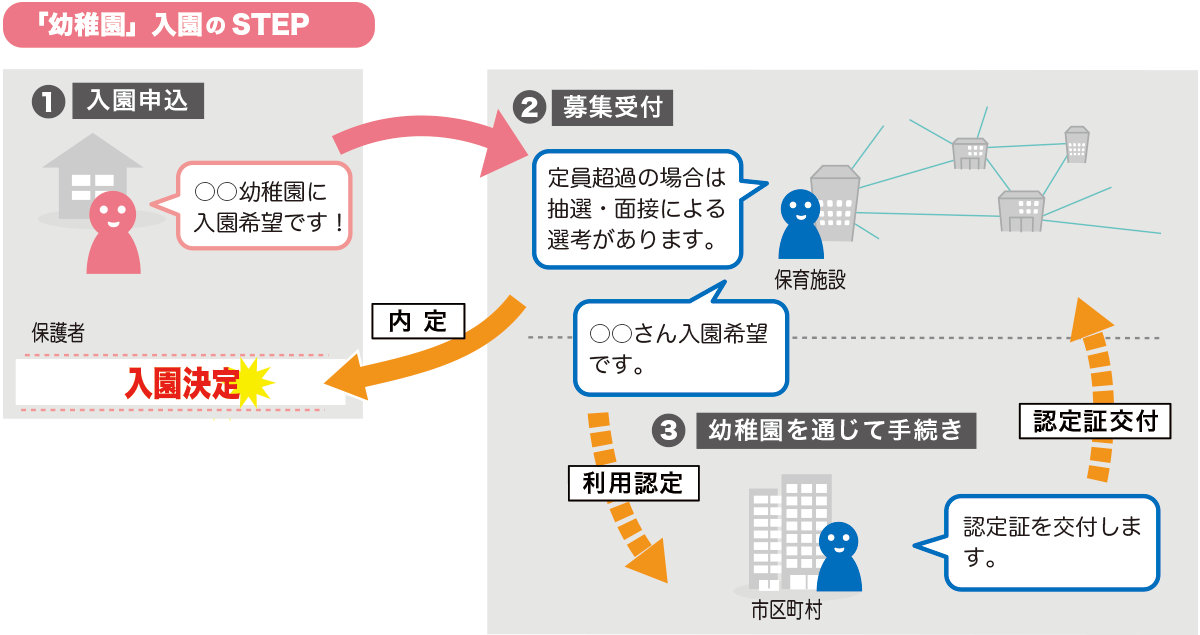 「幼稚園」入園のSTEP
1 入園申込
○○幼稚園に
入園希望です！
保護者
入園決定
2 募集受付
定員超過の場合は
抽選・面接による
選考があります。
保育施設
内定
○○さん入園希望
です。
3 幼稚園を通じて手続き
利用認定
認定証交付
認定証を交付しま
す。
市区町村